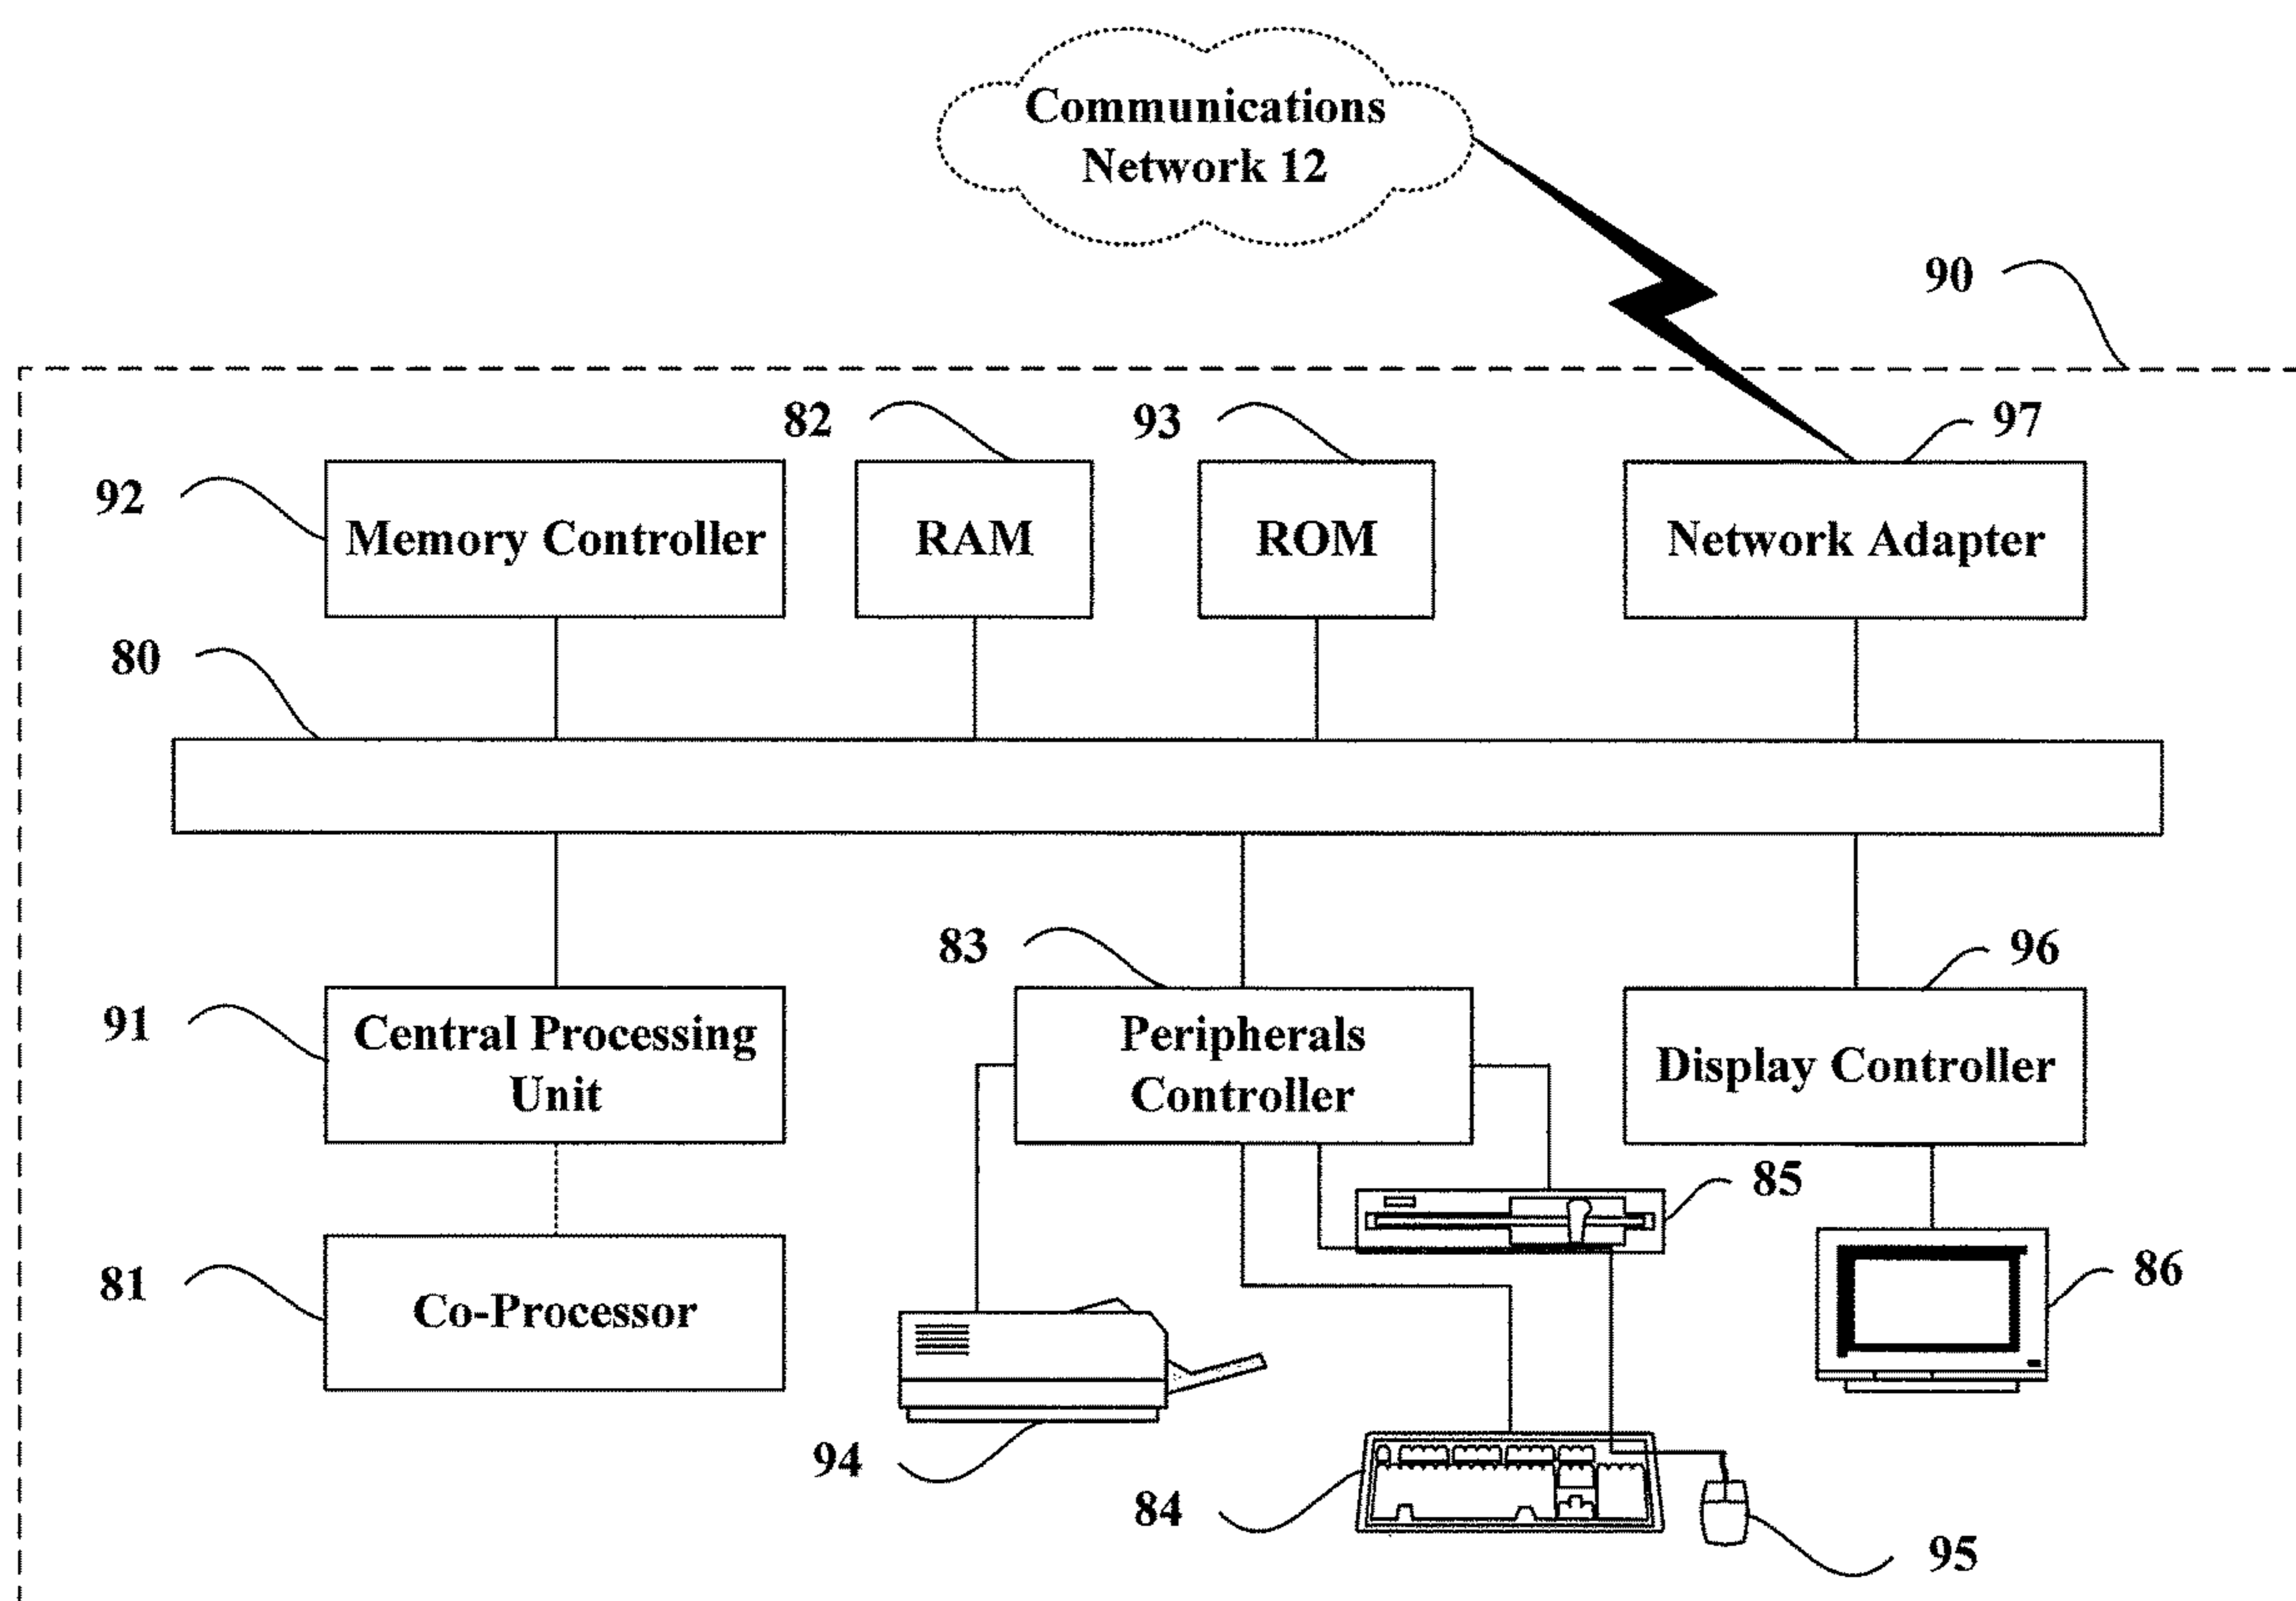 Communications
Network 12
90
82
93
97
92
Memory Controller
RAM
ROM
Network Adapter
80
83
96
91
Central Processing
Unit
Peripherals
Controller
Display Controller
85
81
Co-Processor
86
94
84
95